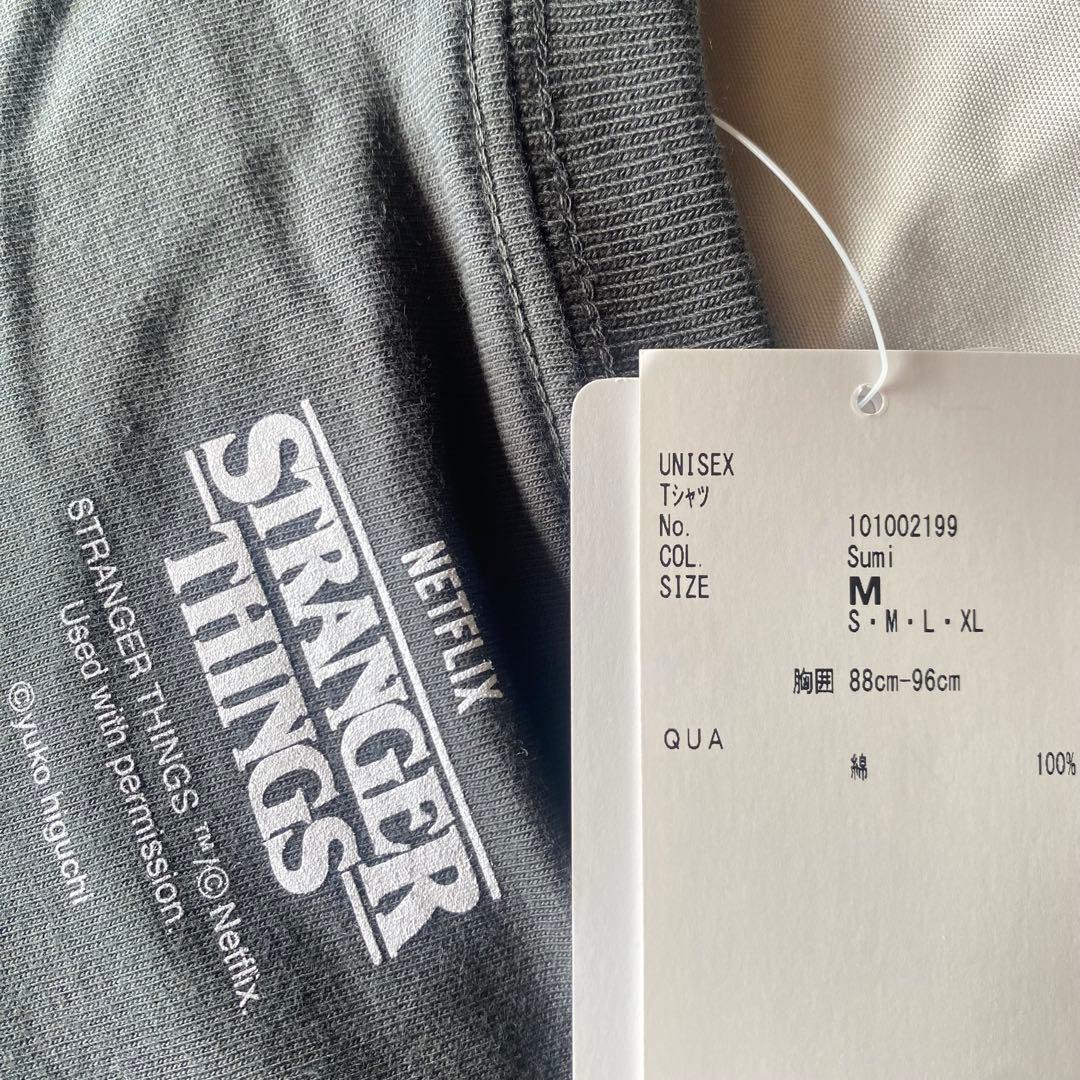 NETFLIX
STRANGER
THINGS
STRANGER THINGS ™/© Netflix.
Used with permission.
©yuko higuchi
UNISEX
Tシャツ
No. 101002199
COL. Sumi
SIZE M
S・M・L・XL
胸囲 88cm-96cm
QUA
綿 100%